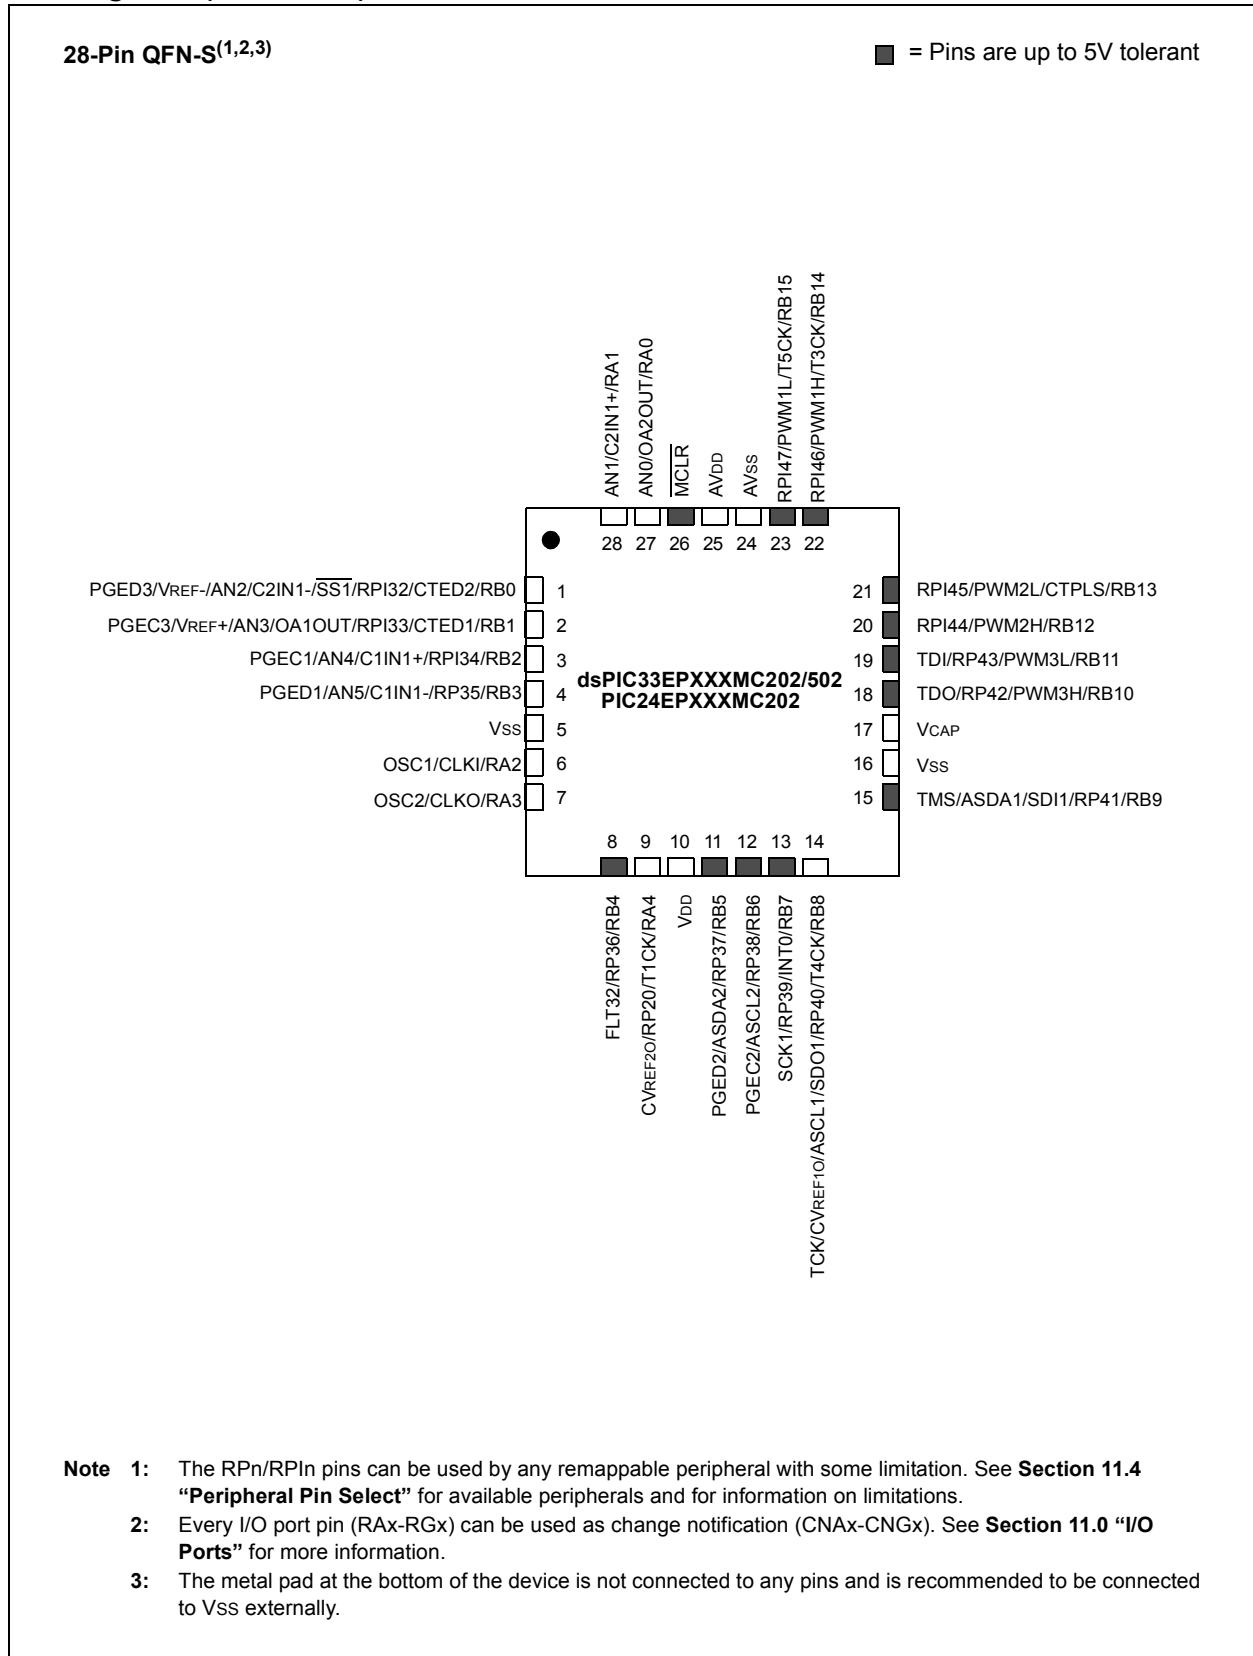 28-Pin QFN-S(1,2,3)
= Pins are up to 5V tolerant
AN1/C2IN1+/RA1
AN0/OA2OUT/RA0
MCLR
AVDD
AVSS
RPI47/PWM1L/T5CK/RB15
RPI46/PWM1H/T3CK/RB14
28 27 26 25 24 23 22
PGED3/VREF-/AN2/C2IN1-/SS1/RPI32/CTED2/RB0 1
PGEC3/VREF+/AN3/OA1OUT/RPI33/CTED1/RB1 2
PGEC1/AN4/C1IN1+/RPI34/RB2 3
PGED1/AN5/C1IN1-/RP35/RB3 4
VSS 5
OSC1/CLKI/RA2 6
OSC2/CLKO/RA3 7
dsPIC33EPXXXMC202/502
PIC24EPXXXMC202
21 RPI45/PWM2L/CTPLS/RB13
20 RPI44/PWM2H/RB12
19 TDI/RP43/PWM3L/RB11
18 TDO/RP42/PWM3H/RB10
17 VCAP
16 VSS
15 TMS/ASDA1/SDI1/RP41/RB9
8 9 10 11 12 13 14
FLT32/RP36/RB4
CVREF2O/RP20/T1CK/RA4
VDD
PGED2/ASDA2/RP37/RB5
PGEC2/ASCL2/RP38/RB6
SCK1/RP39/INT0/RB7
TCK/CVREF1O/ASCL1/SDO1/RP40/T4CK/RB8
Note 1: The RPn/RPIn pins can be used by any remappable peripheral with some limitation. See Section 11.4
“Peripheral Pin Select” for available peripherals and for information on limitations.
2: Every I/O port pin (RAx-RGx) can be used as change notification (CNAx-CNGx). See Section 11.0 “I/O
Ports” for more information.
3: The metal pad at the bottom of the device is not connected to any pins and is recommended to be connected
to VSS externally.